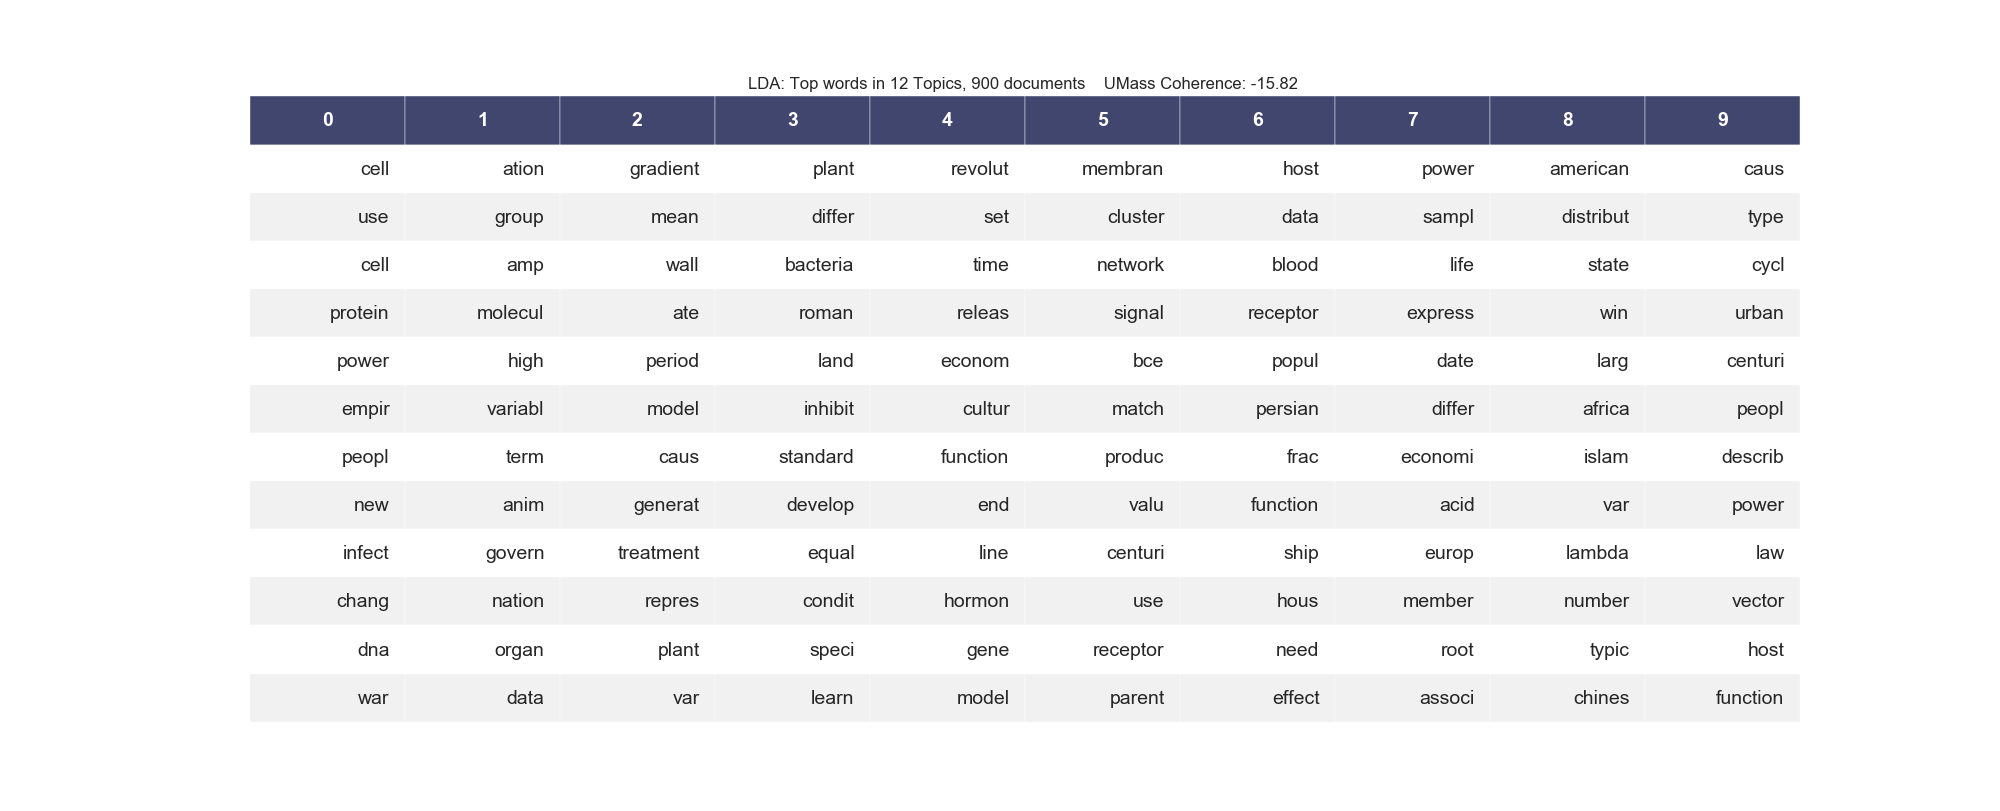 LDA: Top words in 12 Topics, 900 documents    UMass Coherence: -15.82
0 1 2 3 4 5 6 7 8 9
cell ation gradient plant revolut membran host power american caus
use group mean differ set cluster data sampl distribut type
cell amp wall bacteria time network blood life state cycl
protein molecul ate roman releas signal receptor express win urban
power high period land econom bce popul date larg centuri
empir variabl model inhibit cultur match persian differ africa peopl
peopl term caus standard function produc frac economi islam describ
new anim generat develop end valu function acid var power
infect govern treatment equal line centuri ship europ lambda law
chang nation repres condit hormon use hous member number vector
dna organ plant speci gene receptor need root typic host
war data var learn model parent effect associ chines function